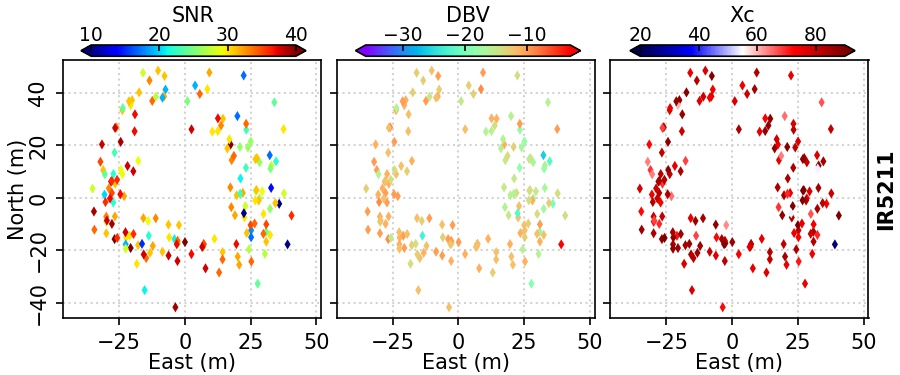 SNR DBV Xc
10 20 30 40 −30 −20 −10 20 40 60 80
North (m)
40
20
0
−20
−40
IR5211
−25 0 25 50 −25 0 25 50 −25 0 25 50
East (m) East (m) East (m)